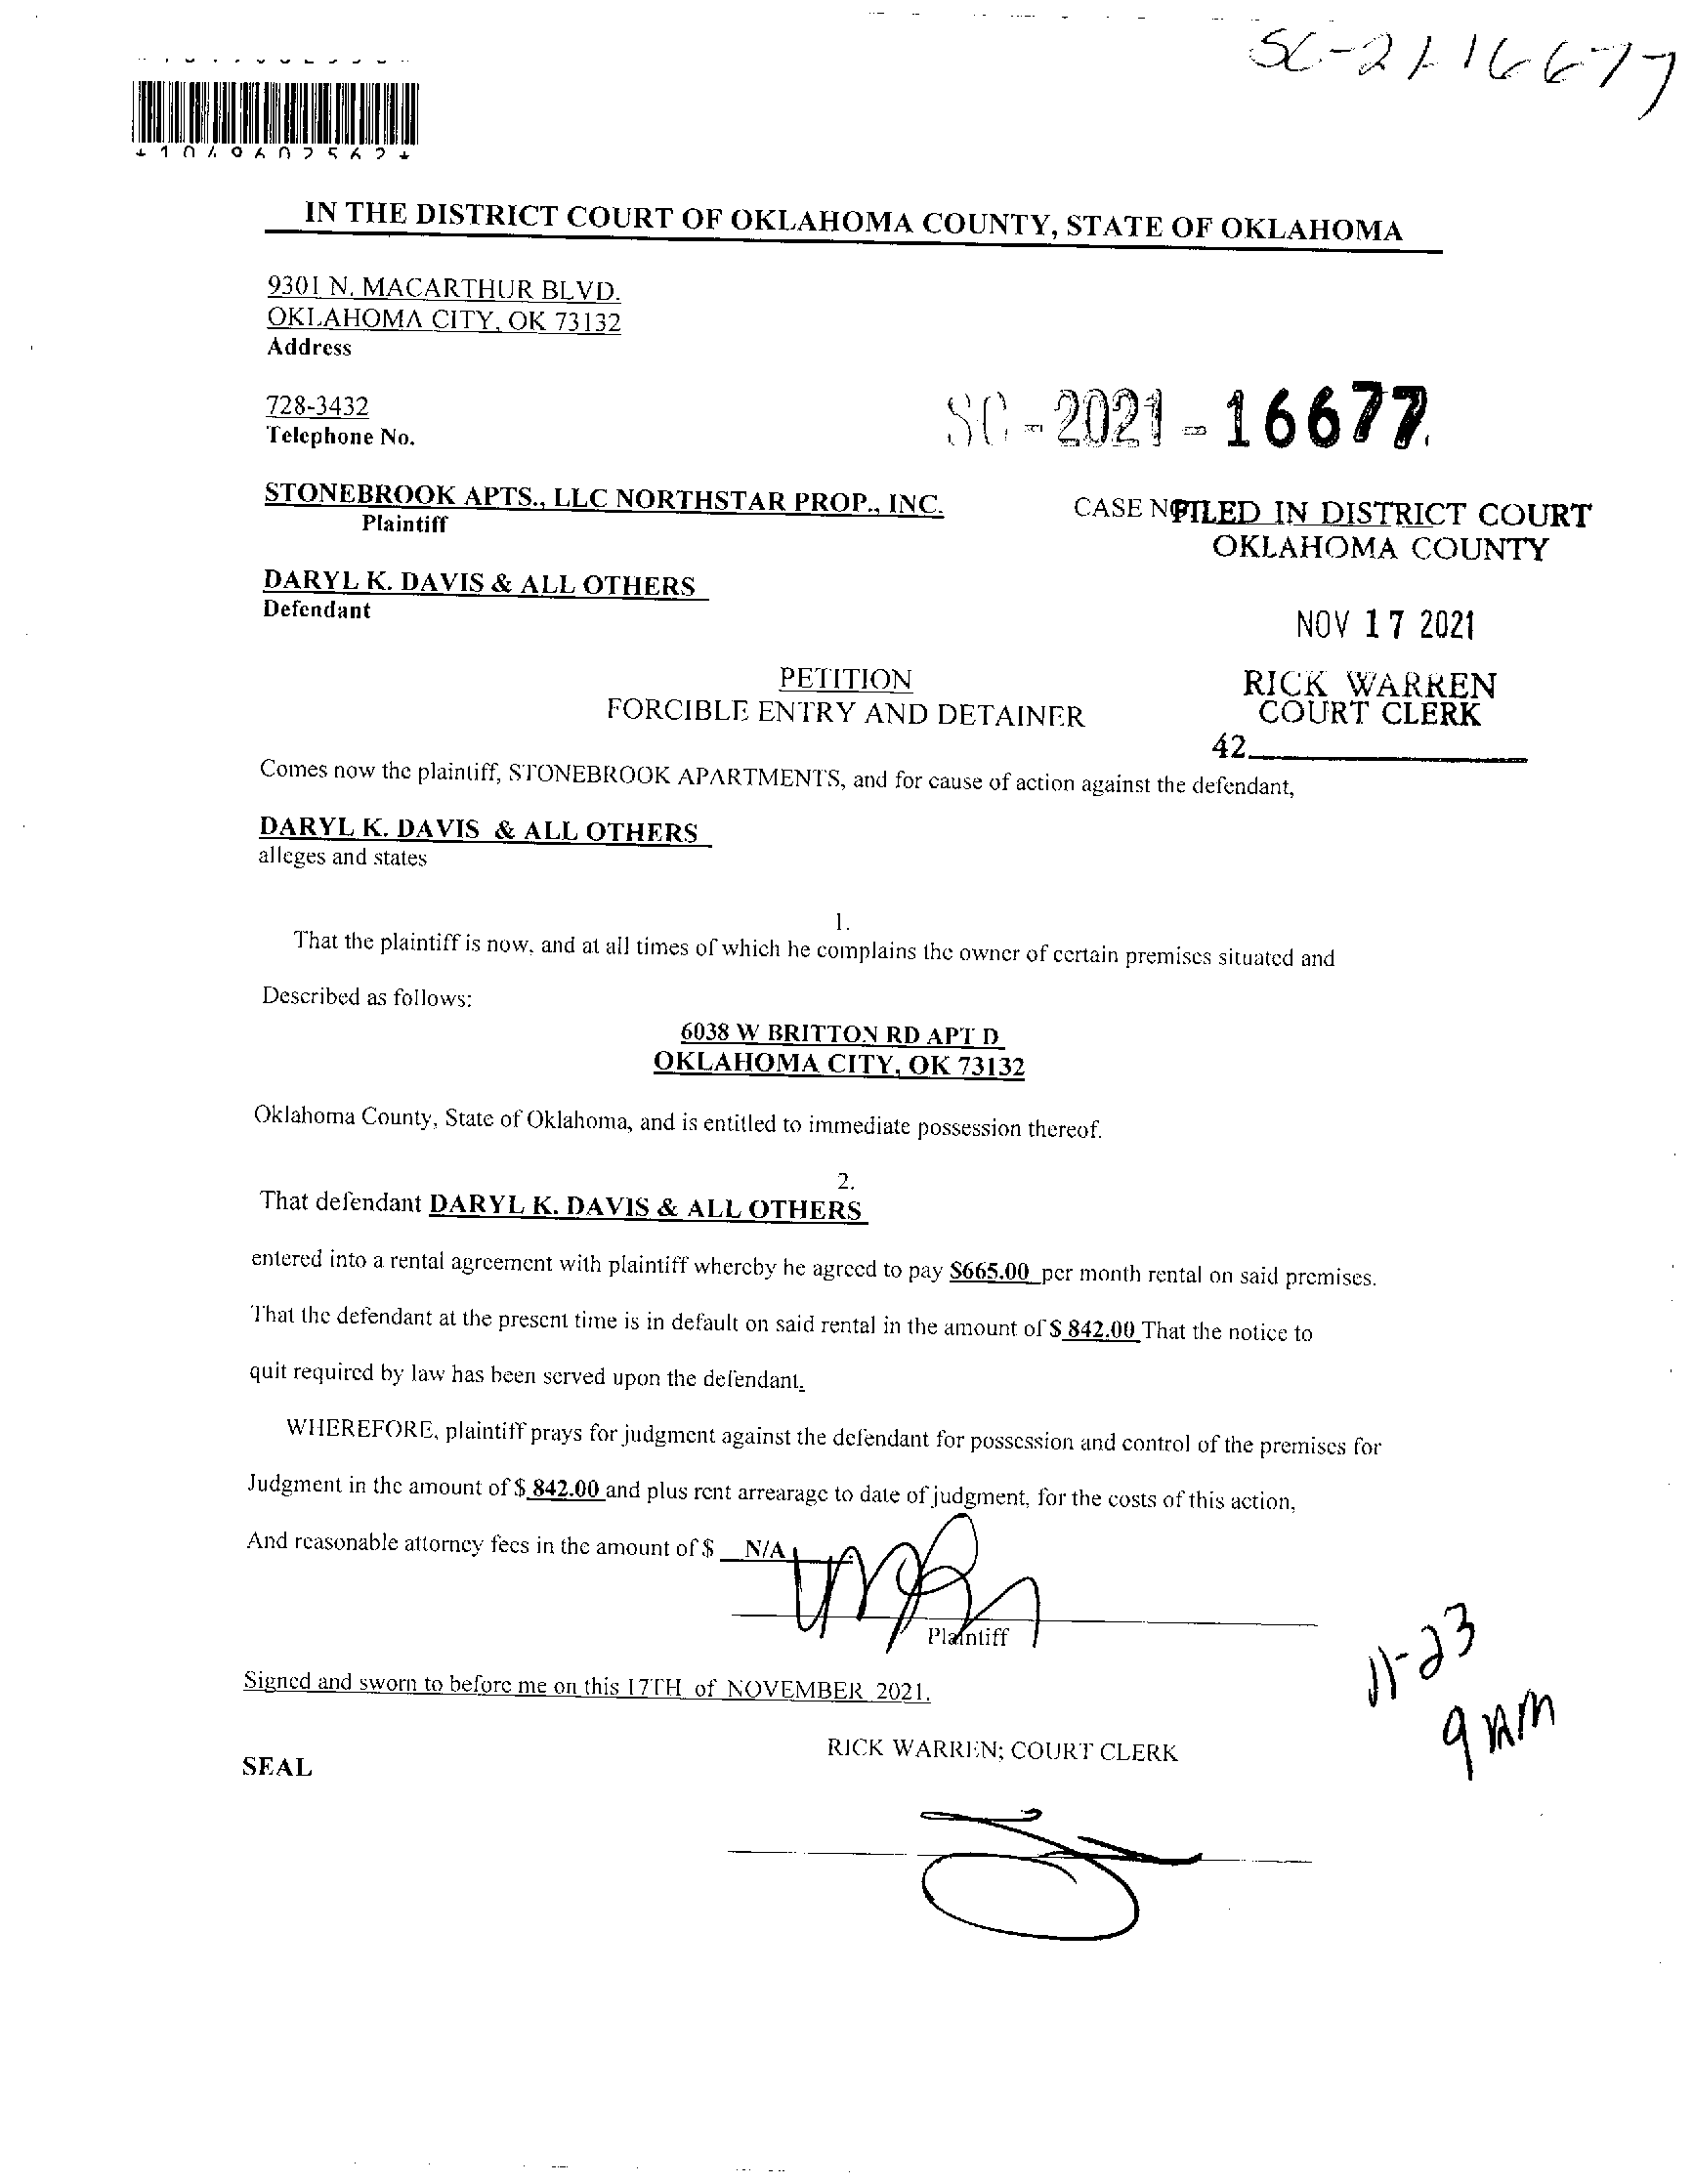 SC-21-16677
IN THE DISTRICT COURT OF OKLAHOMA COUNTY, STATE OF OKLAHOMA
9301 N. MACARTHUR BLVD.
OKLAHOMA CITY, OK 73132
Address
728-3432
Telephone No.
SC-2021-16677
STONEBROOK APTS., LLC NORTHSTAR PROP., INC.
Plaintiff
CASE NO
FILED IN DISTRICT COURT
OKLAHOMA COUNTY
DARYL K. DAVIS & ALL OTHERS
Defendant
NOV 17 2021
RICK WARREN
COURT CLERK
42
PETITION
FORCIBLE ENTRY AND DETAINER
Comes now the plaintiff, STONEBROOK APARTMENTS, and for cause of action against the defendant,
DARYL K. DAVIS & ALL OTHERS
alleges and states
1.
That the plaintiff is now, and at all times of which he complains the owner of certain premises situated and
Described as follows:
6038 W BRITTON RD APT D
OKLAHOMA CITY, OK 73132
Oklahoma County, State of Oklahoma, and is entitled to immediate possession thereof.
2.
That defendant DARYL K. DAVIS & ALL OTHERS
entered into a rental agreement with plaintiff whereby he agreed to pay $665.00 per month rental on said premises.
That the defendant at the present time is in default on said rental in the amount of $ 842.00 That the notice to
quit required by law has been served upon the defendant.
WHEREFORE, plaintiff prays for judgment against the defendant for possession and control of the premises for
Judgment in the amount of $ 842.00 and plus rent arrearage to date of judgment, for the costs of this action,
And reasonable attorney fees in the amount of $ N/A
Plaintiff
11-23
9 AM
Signed and sworn to before me on this 17TH of NOVEMBER 2021.
RICK WARREN; COURT CLERK
SEAL